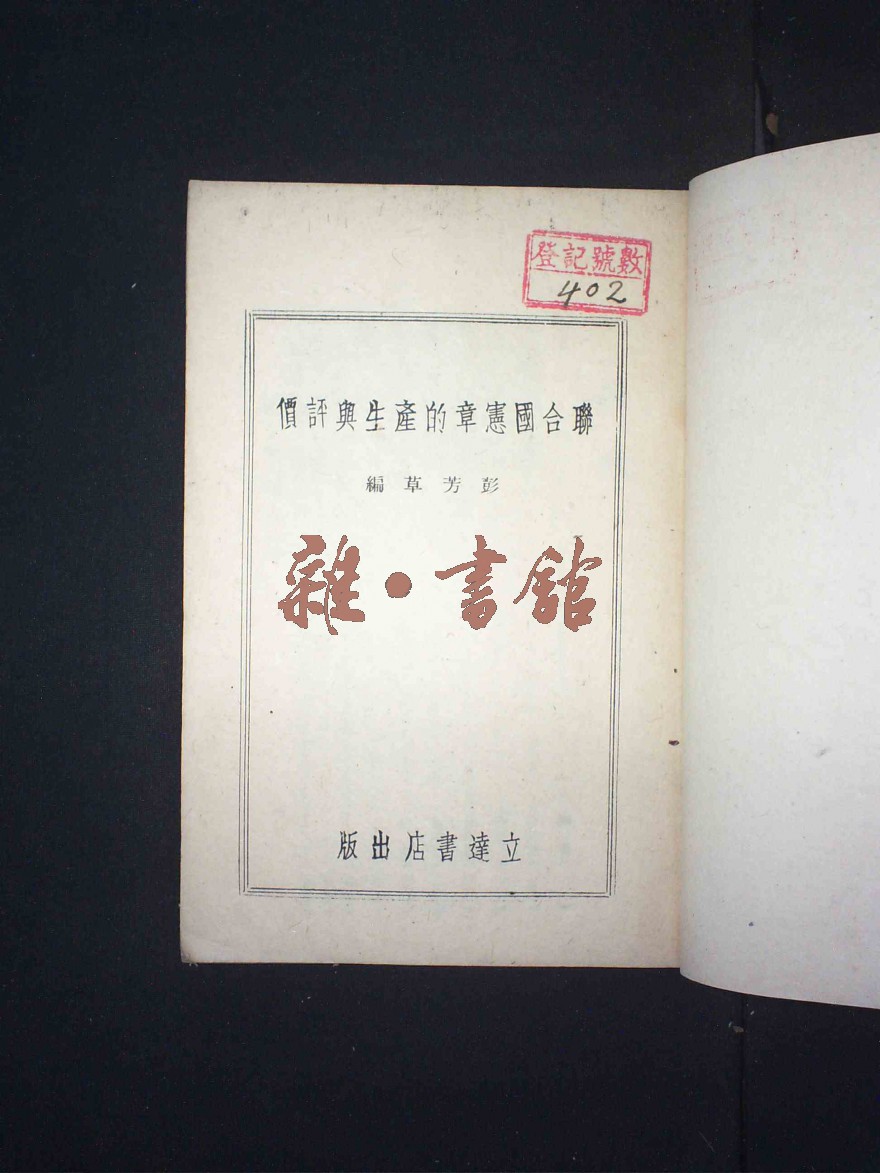 登記號數
402
聯合國憲章的產生與評價
彭芳草編
雜•書館
立達書店出版